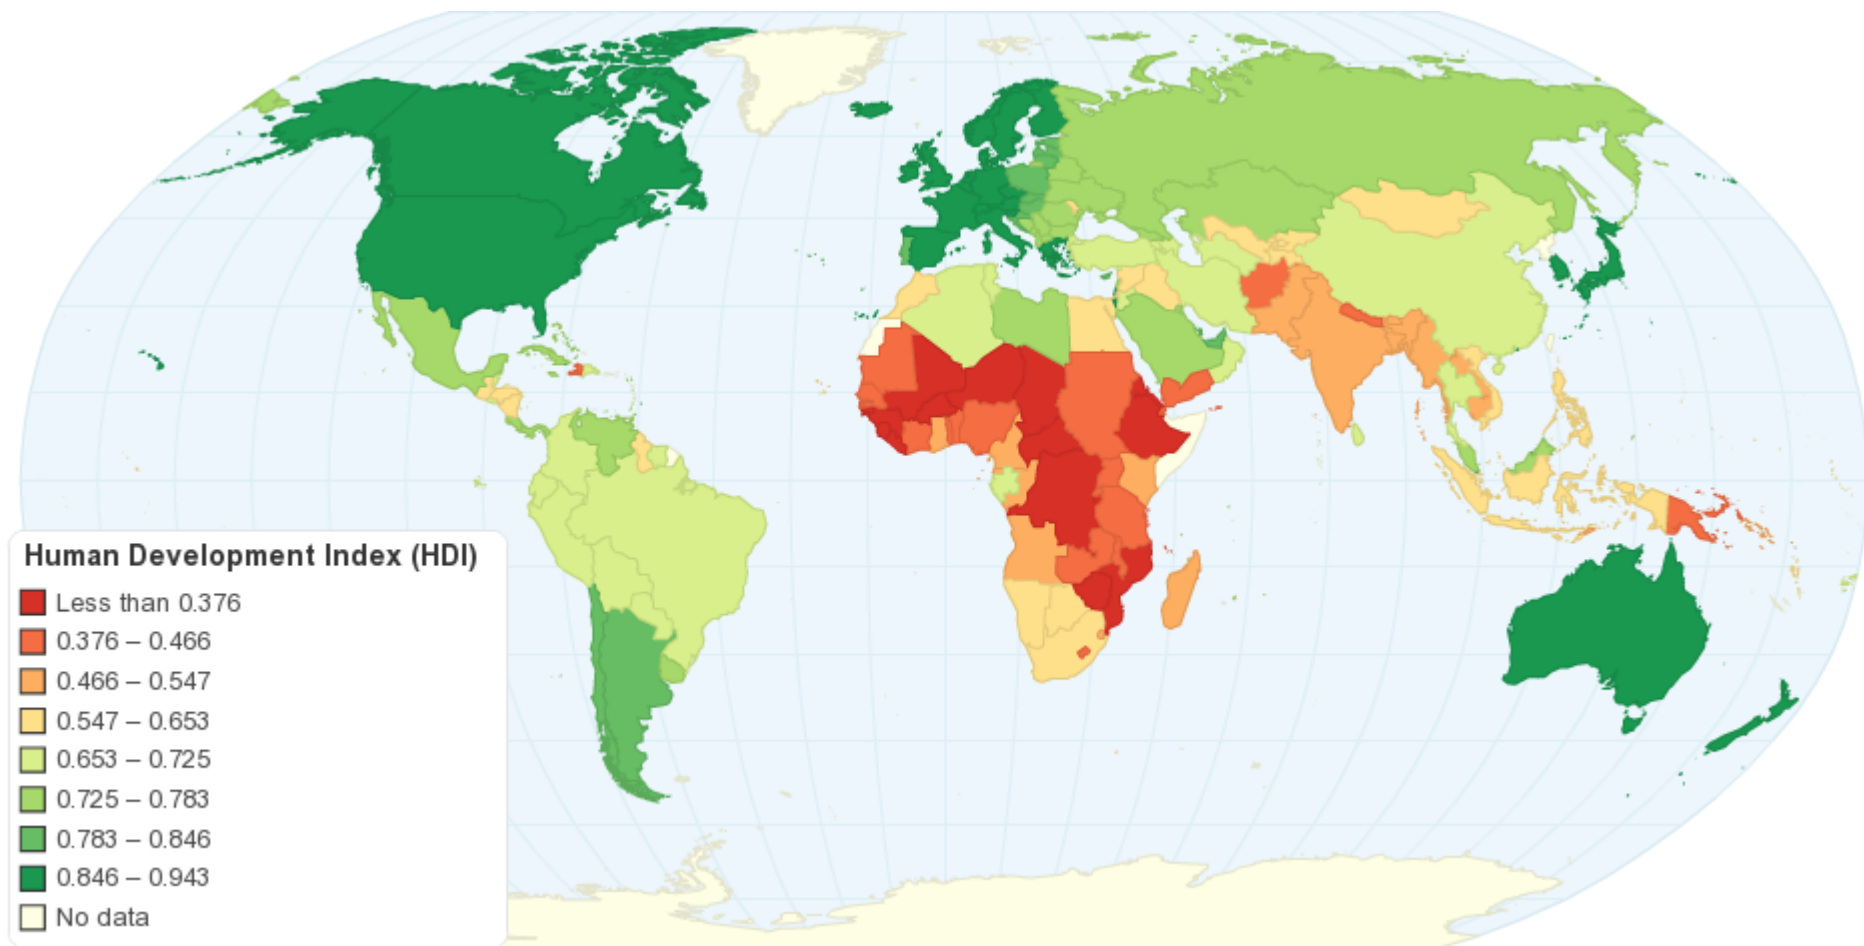 Human Development Index (HDI)
Less than 0.376
0.376 – 0.466
0.466 – 0.547
0.547 – 0.653
0.653 – 0.725
0.725 – 0.783
0.783 – 0.846
0.846 – 0.943
No data